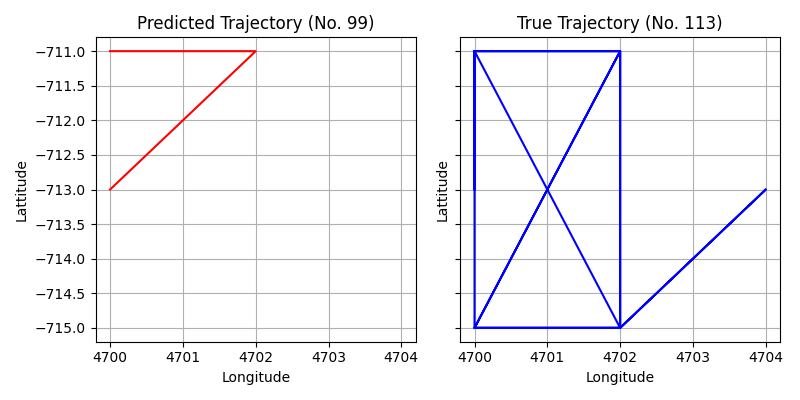 Predicted Trajectory (No. 99)
True Trajectory (No. 113)
−711.0
−711.5
−712.0
−712.5
−713.0
−713.5
−714.0
−714.5
−715.0
Lattitude
Lattitude
4700 4701 4702 4703 4704
4700 4701 4702 4703 4704
Longitude
Longitude